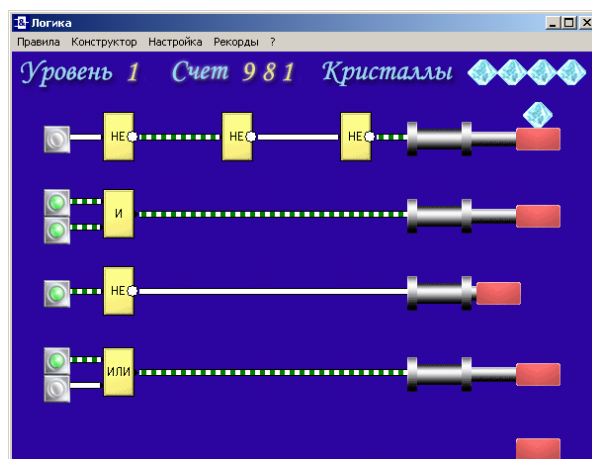 Логика
Правила Конструктор Настройка Рекорды ?
Уровень 1 Счет 981 Кристаллы
НЕ НЕ НЕ
И
НЕ
ИЛИ